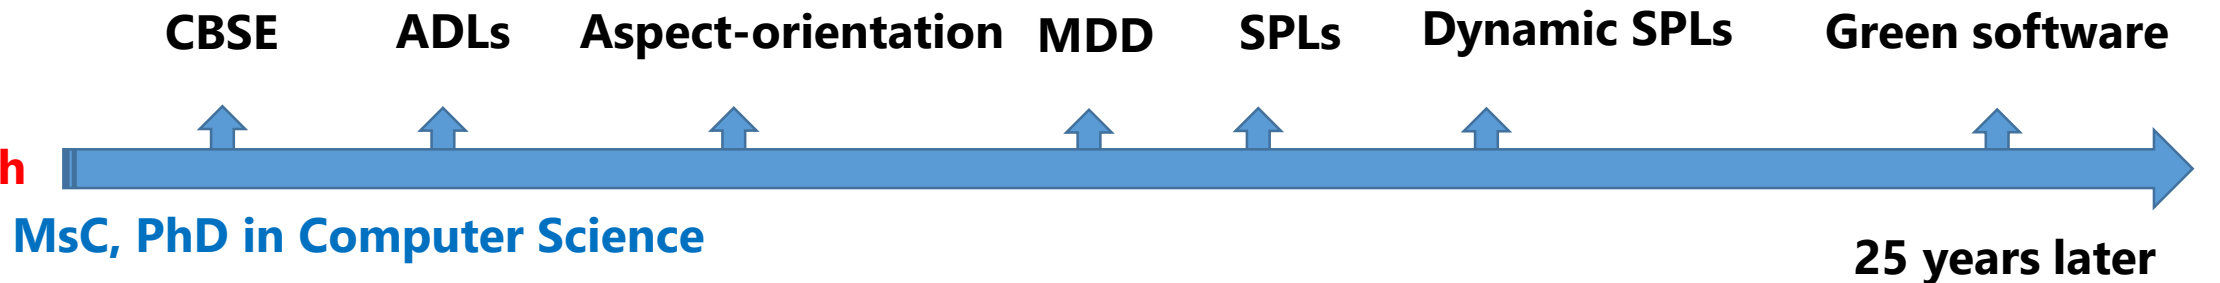 CBSE ADLs Aspect-orientation MDD SPLs Dynamic SPLs Green software
h
MsC, PhD in Computer Science
25 years later